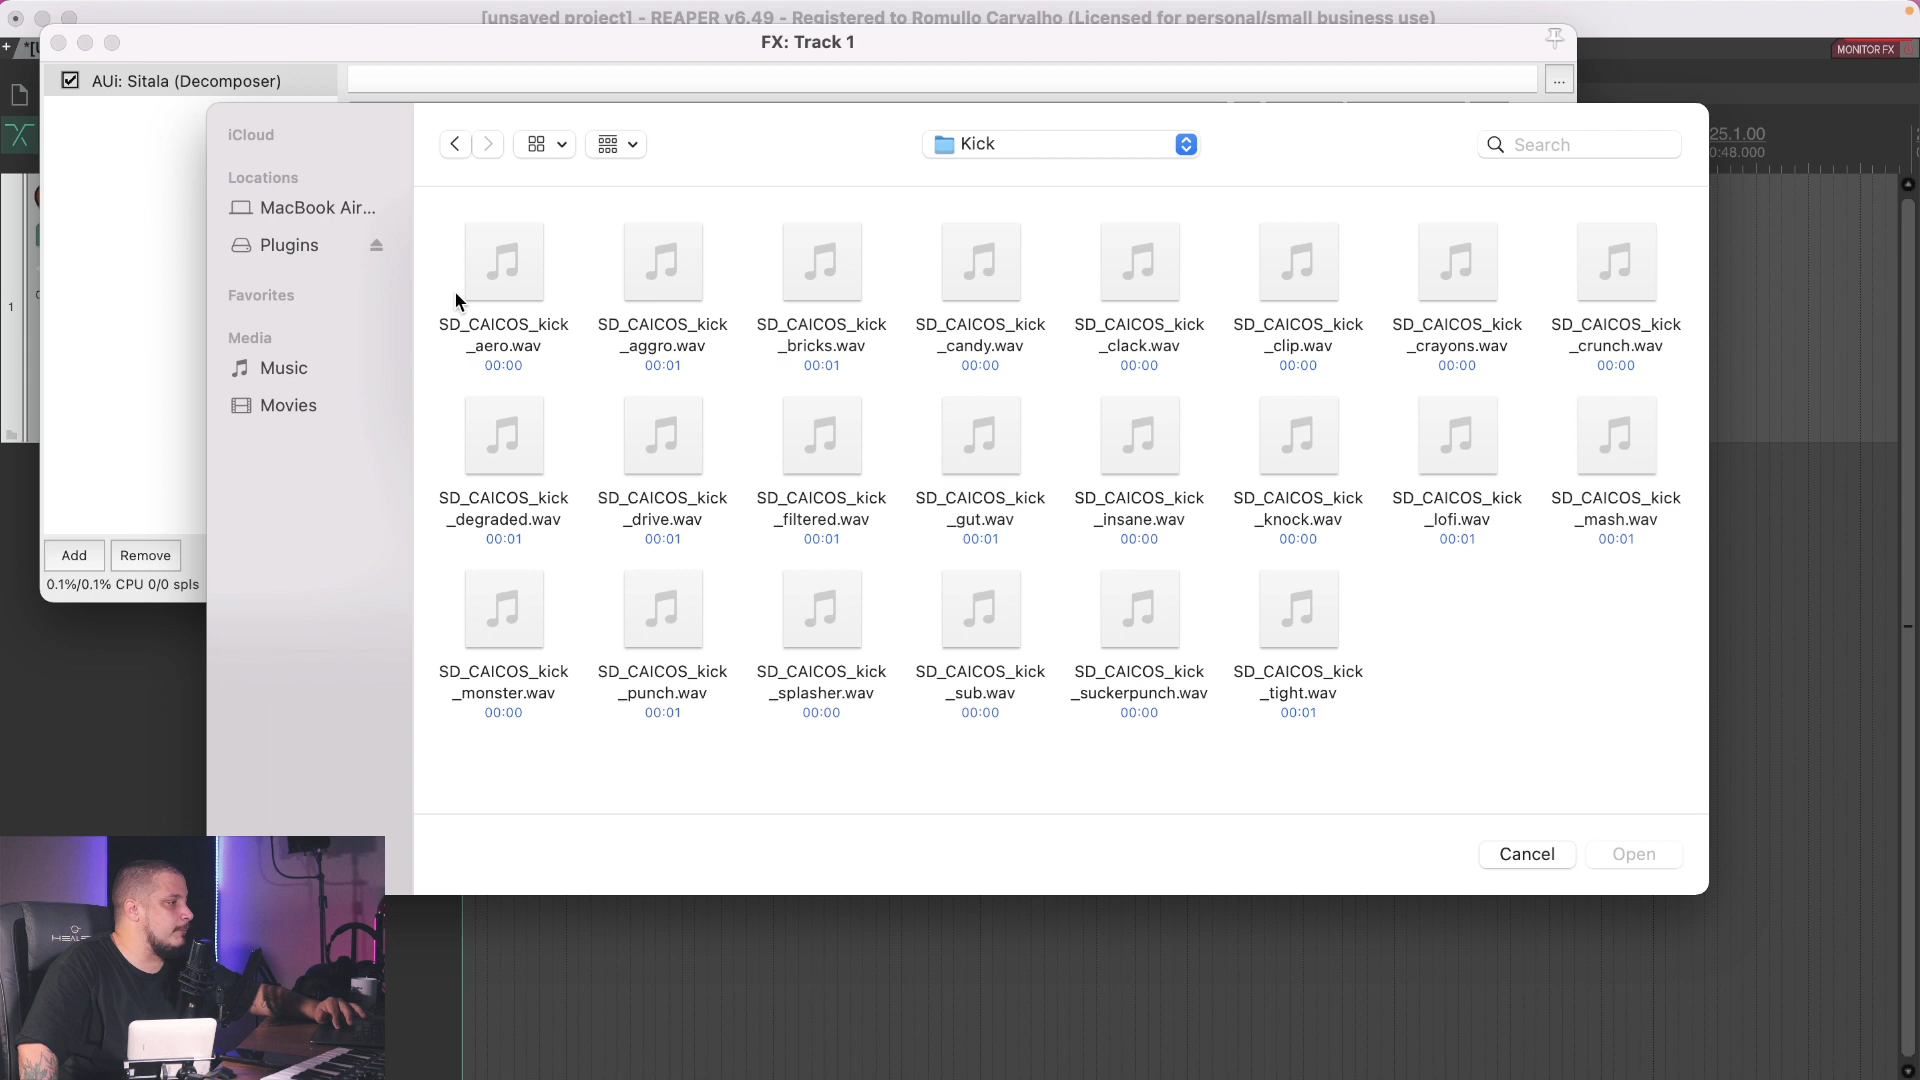 [unsaved project] - REAPER v6.49 - Registered to Romullo Carvalho (Licensed for personal/small business use)
FX: Track 1
MONITOR FX
AUi: Sitala (Decomposer)
...
iCloud
Locations
MacBook Air...
Plugins
Favorites
Media
Music
Movies
Kick
Search
25.1.00
0:48.000
1
SD_CAICOS_kick
_aero.wav
00:00
SD_CAICOS_kick
_aggro.wav
00:01
SD_CAICOS_kick
_bricks.wav
00:01
SD_CAICOS_kick
_candy.wav
00:00
SD_CAICOS_kick
_clack.wav
00:00
SD_CAICOS_kick
_clip.wav
00:00
SD_CAICOS_kick
_crayons.wav
00:00
SD_CAICOS_kick
_crunch.wav
00:00
SD_CAICOS_kick
_degraded.wav
00:01
SD_CAICOS_kick
_drive.wav
00:01
SD_CAICOS_kick
_filtered.wav
00:01
SD_CAICOS_kick
_gut.wav
00:01
SD_CAICOS_kick
_insane.wav
00:00
SD_CAICOS_kick
_knock.wav
00:00
SD_CAICOS_kick
_lofi.wav
00:01
SD_CAICOS_kick
_mash.wav
00:01
SD_CAICOS_kick
_monster.wav
00:00
SD_CAICOS_kick
_punch.wav
00:01
SD_CAICOS_kick
_splasher.wav
00:00
SD_CAICOS_kick
_sub.wav
00:00
SD_CAICOS_kick
_suckerpunch.wav
00:00
SD_CAICOS_kick
_tight.wav
00:01
Add
Remove
0.1%/0.1% CPU 0/0 spls
Cancel
Open